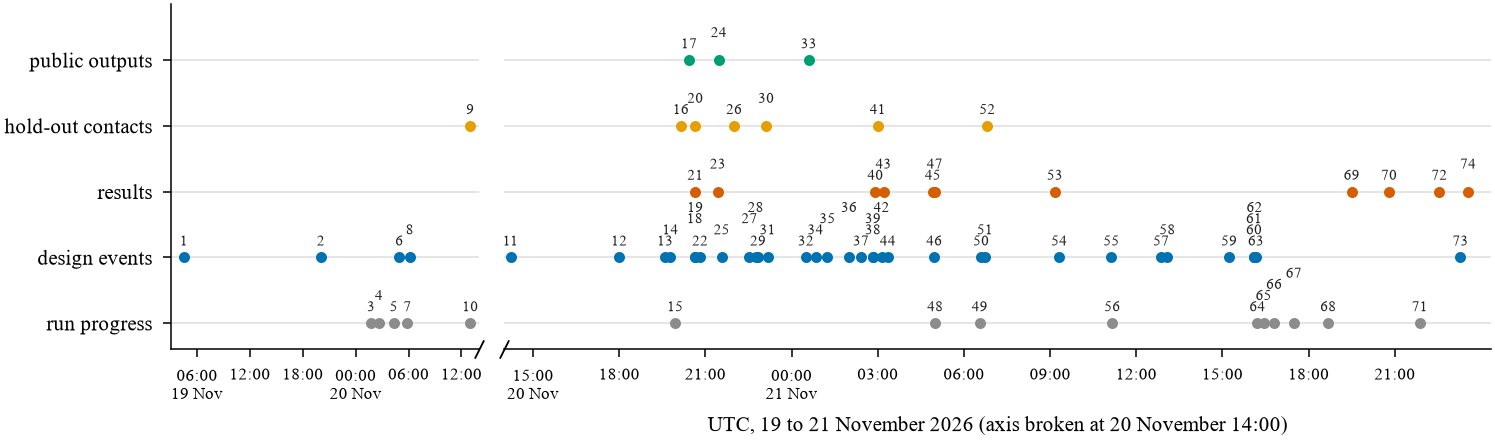 24
17 33
public outputs
20 30
9 16 26 41 52
hold-out contacts
43 47 74
21 23 40 45 53 69 70 72
results
19 28 36 42 62
18 27 35 39 61
8 14 25 31 34 38 51 58 60
1 2 6 11 12 13 22 29 32 37 44 46 50 54 55 57 59 63 73
design events
67
66
4 65
3 5 7 10 15 48 49 56 64 68 71
run progress
06:00 12:00 18:00 00:00 06:00 12:00 15:00 18:00 21:00 00:00 03:00 06:00 09:00 12:00 15:00 18:00 21:00
19 Nov 20 Nov 20 Nov 21 Nov
UTC, 19 to 21 November 2026 (axis broken at 20 November 14:00)